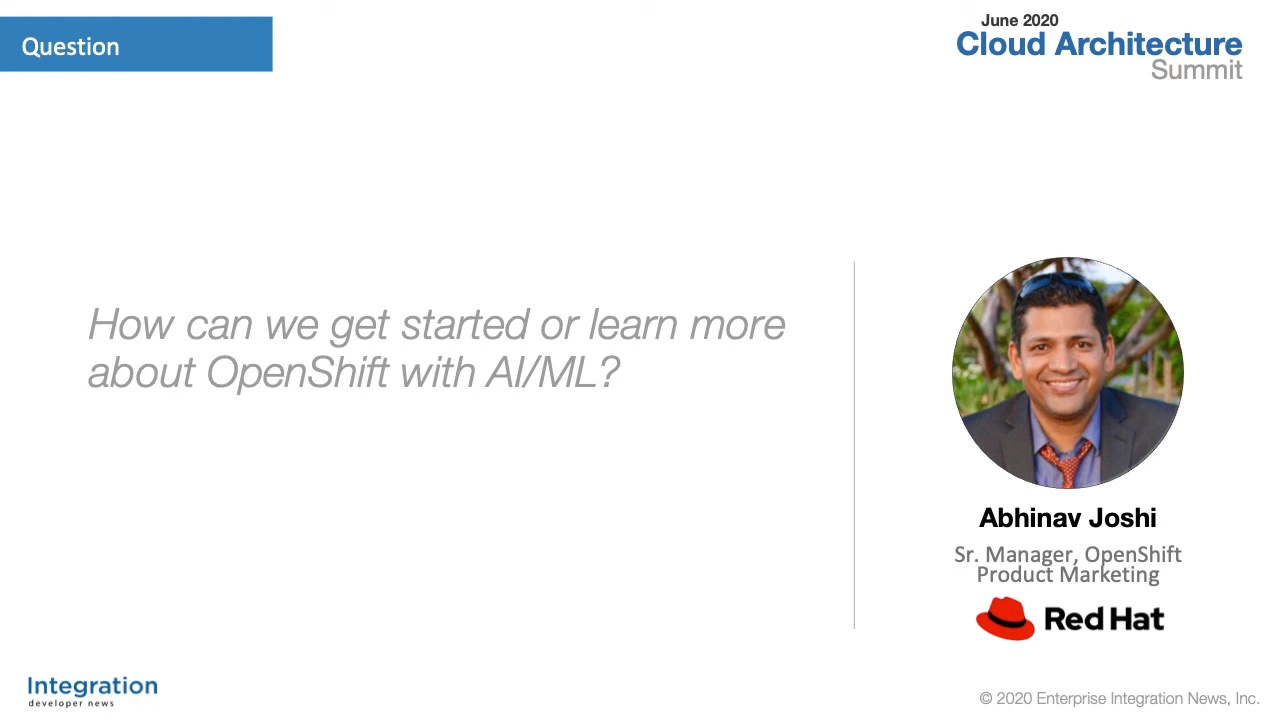 Question
June 2020
Cloud Architecture
Summit
How can we get started or learn more
about OpenShift with AI/ML?
Abhinav Joshi
Sr. Manager, OpenShift
Product Marketing
Red Hat
Integration
developer news
© 2020 Enterprise Integration News, Inc.